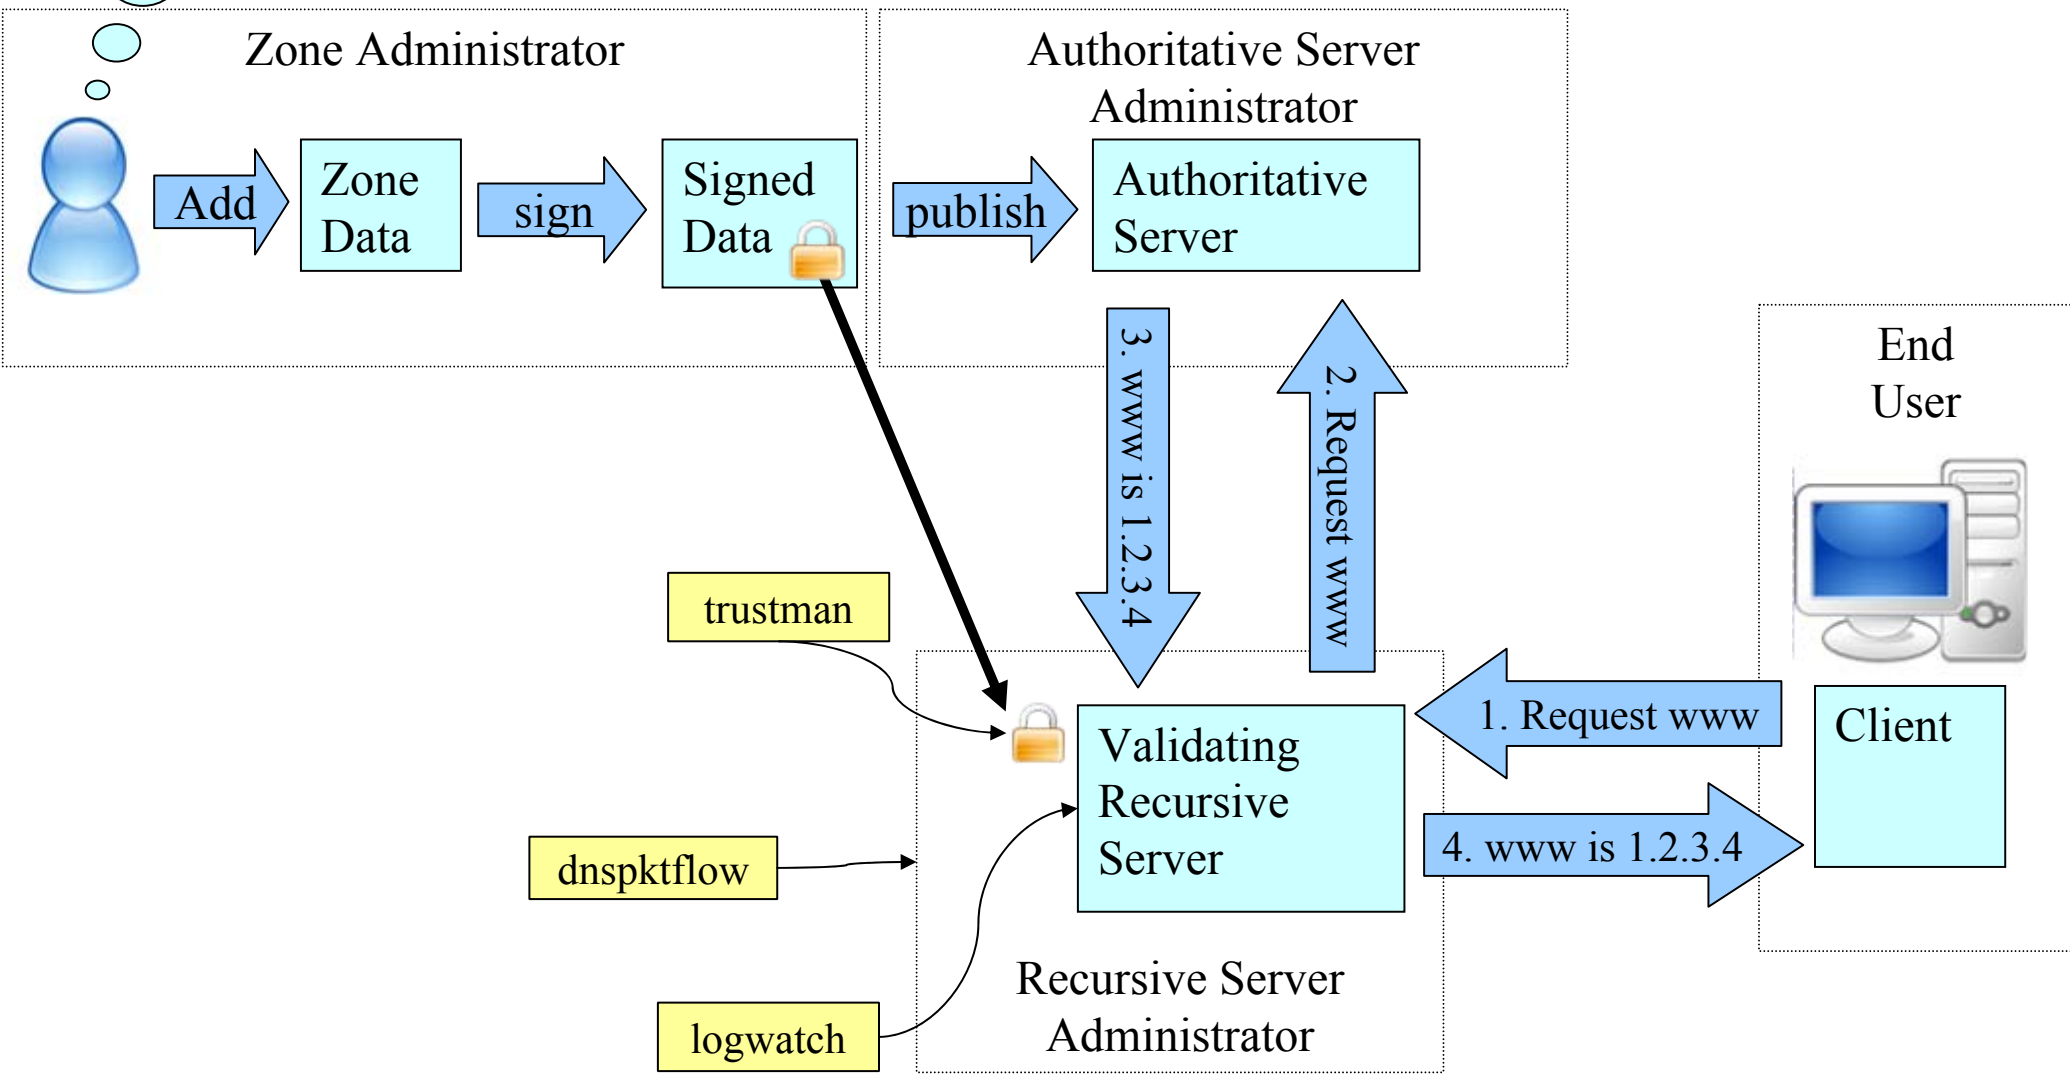 Zone Administrator
Add
Zone
Data
sign
Signed
Data
Authoritative Server
Administrator
publish
Authoritative
Server
3. www is 1.2.3.4
2. Request www
End
User
trustman
1. Request www
Client
Validating
Recursive
Server
4. www is 1.2.3.4
dnspktflow
Recursive Server
Administrator
logwatch